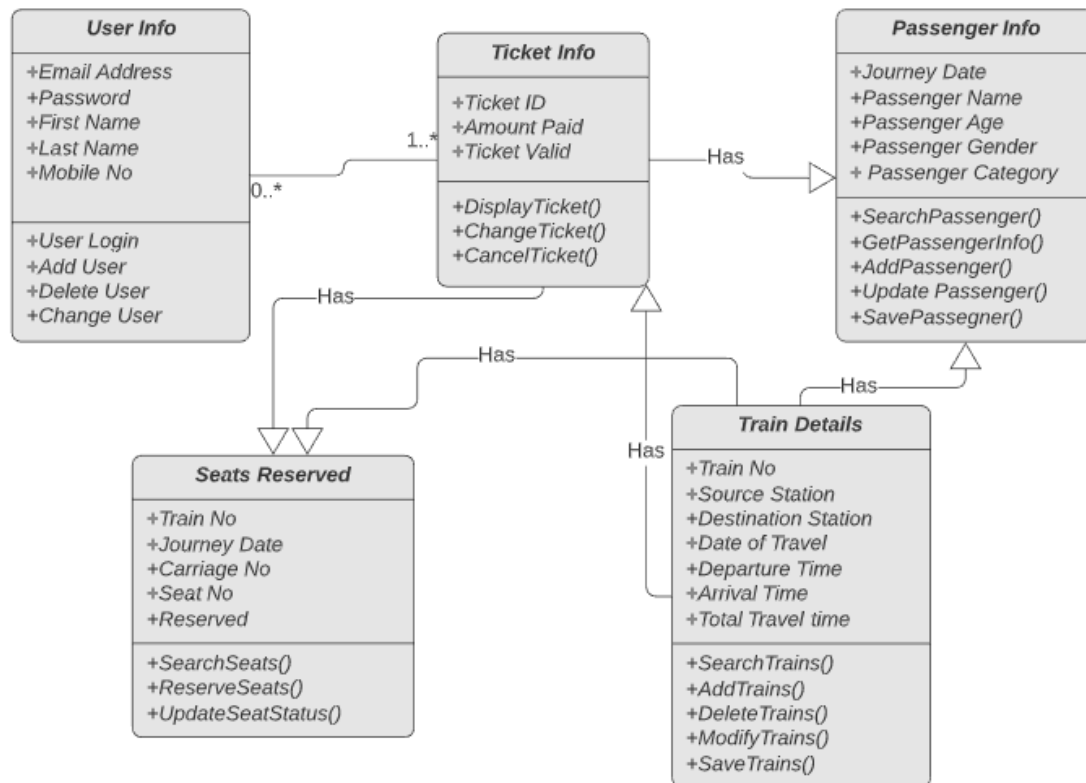 User Info
+Email Address
+Password
+First Name
+Last Name
+Mobile No
+User Login
+Add User
+Delete User
+Change User
0..*
1..*
Ticket Info
+Ticket ID
+Amount Paid
+Ticket Valid
+DisplayTicket()
+ChangeTicket()
+CancelTicket()
Has
Passenger Info
+Journey Date
+Passenger Name
+Passenger Age
+Passenger Gender
+ Passenger Category
+SearchPassenger()
+GetPassengerInfo()
+AddPassenger()
+Update Passenger()
+SavePassegner()
Has
Has
Has
Has
Seats Reserved
+Train No
+Journey Date
+Carriage No
+Seat No
+Reserved
+SearchSeats()
+ReserveSeats()
+UpdateSeatStatus()
Train Details
+Train No
+Source Station
+Destination Station
+Date of Travel
+Departure Time
+Arrival Time
+Total Travel time
+SearchTrains()
+AddTrains()
+DeleteTrains()
+ModifyTrains()
+SaveTrains()